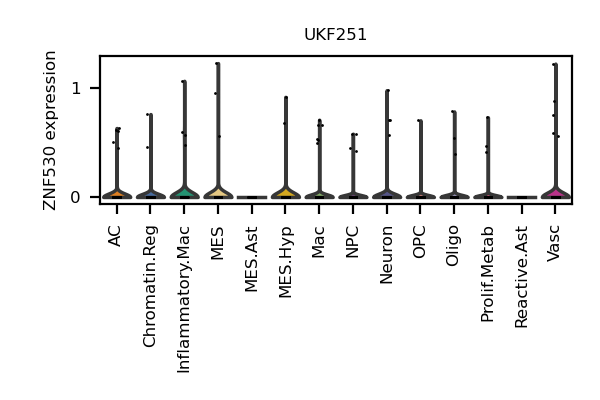 UKF251
ZNF530 expression
1
0
AC
Chromatin.Reg
Inflammatory.Mac
MES
MES.Ast
MES.Hyp
Mac
NPC
Neuron
OPC
Oligo
Prolif.Metab
Reactive.Ast
Vasc